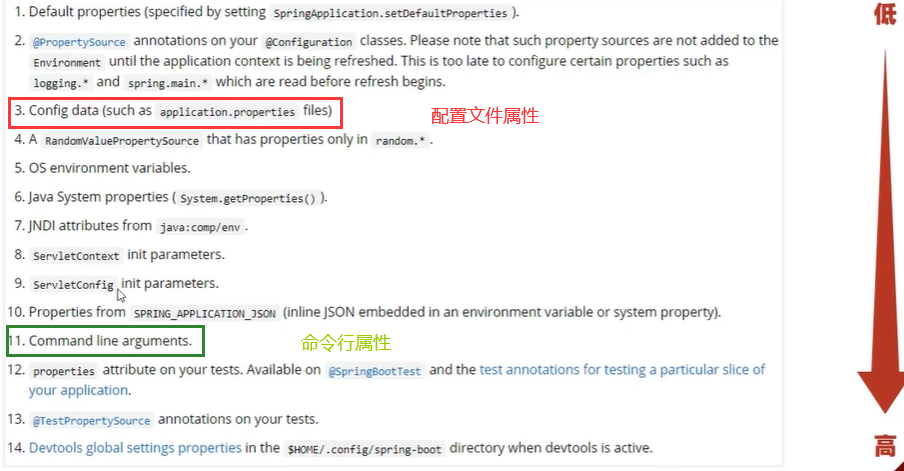 低
1. Default properties (specified by setting SpringApplication.setDefaultProperties ).
2. @PropertySource annotations on your @Configuration classes. Please note that such property sources are not added to the
Environment until the application context is being refreshed. This is too late to configure certain properties such as
logging.* and spring.main.* which are read before refresh begins.
3. Config data (such as application.properties files)
配置文件属性
4. A RandomValuePropertySource that has properties only in random.* .
5. OS environment variables.
6. Java System properties ( System.getProperties() ).
7. JNDI attributes from java:comp/env .
8. ServletContext init parameters.
9. ServletConfig init parameters.
10. Properties from SPRING_APPLICATION_JSON (inline JSON embedded in an environment variable or system property).
11. Command line arguments.
命令行属性
12. properties attribute on your tests. Available on @SpringBootTest and the test annotations for testing a particular slice of
your application.
13. @TestPropertySource annotations on your tests.
14. Devtools global settings properties in the $HOME/.config/spring-boot directory when devtools is active.
高